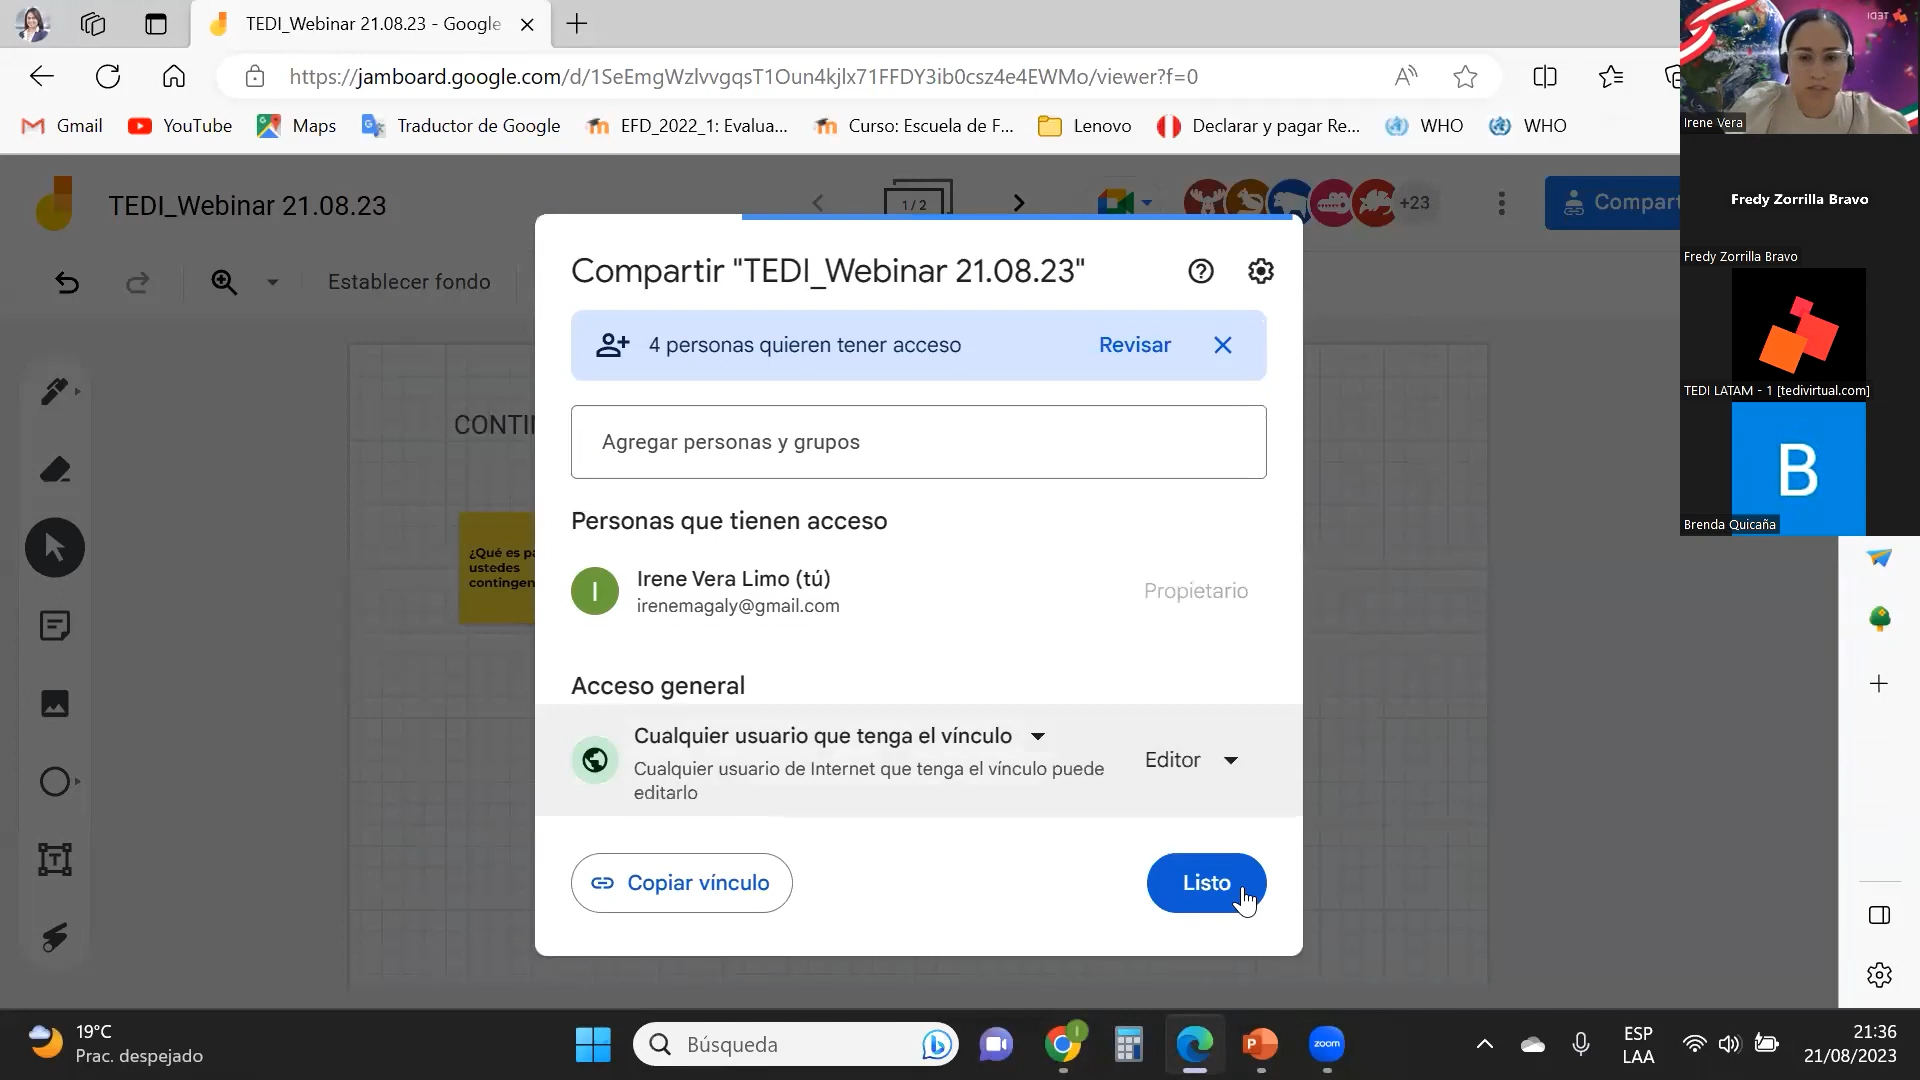 TEDI_Webinar 21.08.23 - Google
https://jamboard.google.com/d/1SeEmgWzlvvgqsT1Oun4kjlx71FFDY3ib0csz4e4EWMo/viewer?f=0
Gmail
YouTube
Maps
Traductor de Google
EFD_2022_1: Evalua...
Curso: Escuela de F...
Lenovo
Declarar y pagar Re...
WHO
WHO
TEDI_Webinar 21.08.23
1 / 2
+23
Compart
Establecer fondo
CONTIN
¿Qué es pa
ustedes
contingen
Compartir "TEDI_Webinar 21.08.23"
4 personas quieren tener acceso
Revisar
Agregar personas y grupos
Personas que tienen acceso
I
Irene Vera Limo (tú)
irenemagaly@gmail.com
Propietario
Acceso general
Cualquier usuario que tenga el vínculo
Cualquier usuario de Internet que tenga el vínculo puede
editarlo
Editor
Copiar vínculo
Listo
TEDI
Irene Vera
Fredy Zorrilla Bravo
Fredy Zorrilla Bravo
TEDI LATAM - 1 [tedivirtual.com]
B
Brenda Quicaña
19°C
Prac. despejado
Búsqueda
zoom
ESP
LAA
21:36
21/08/2023